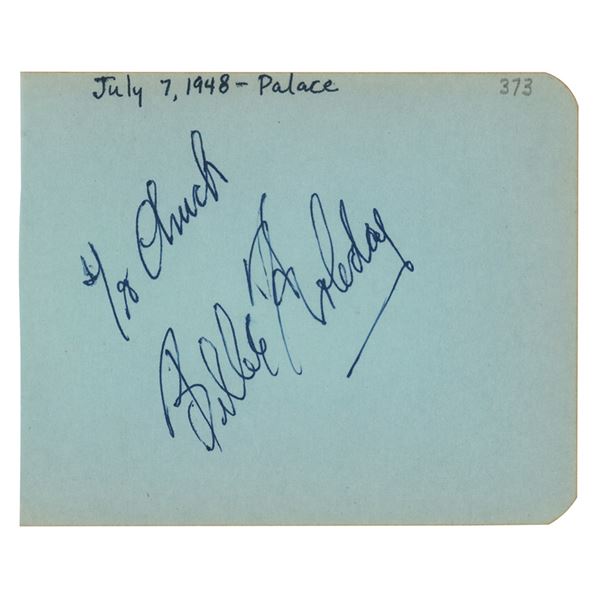 July 7, 1948 - Palace
373
To Chuck
Billie Holiday